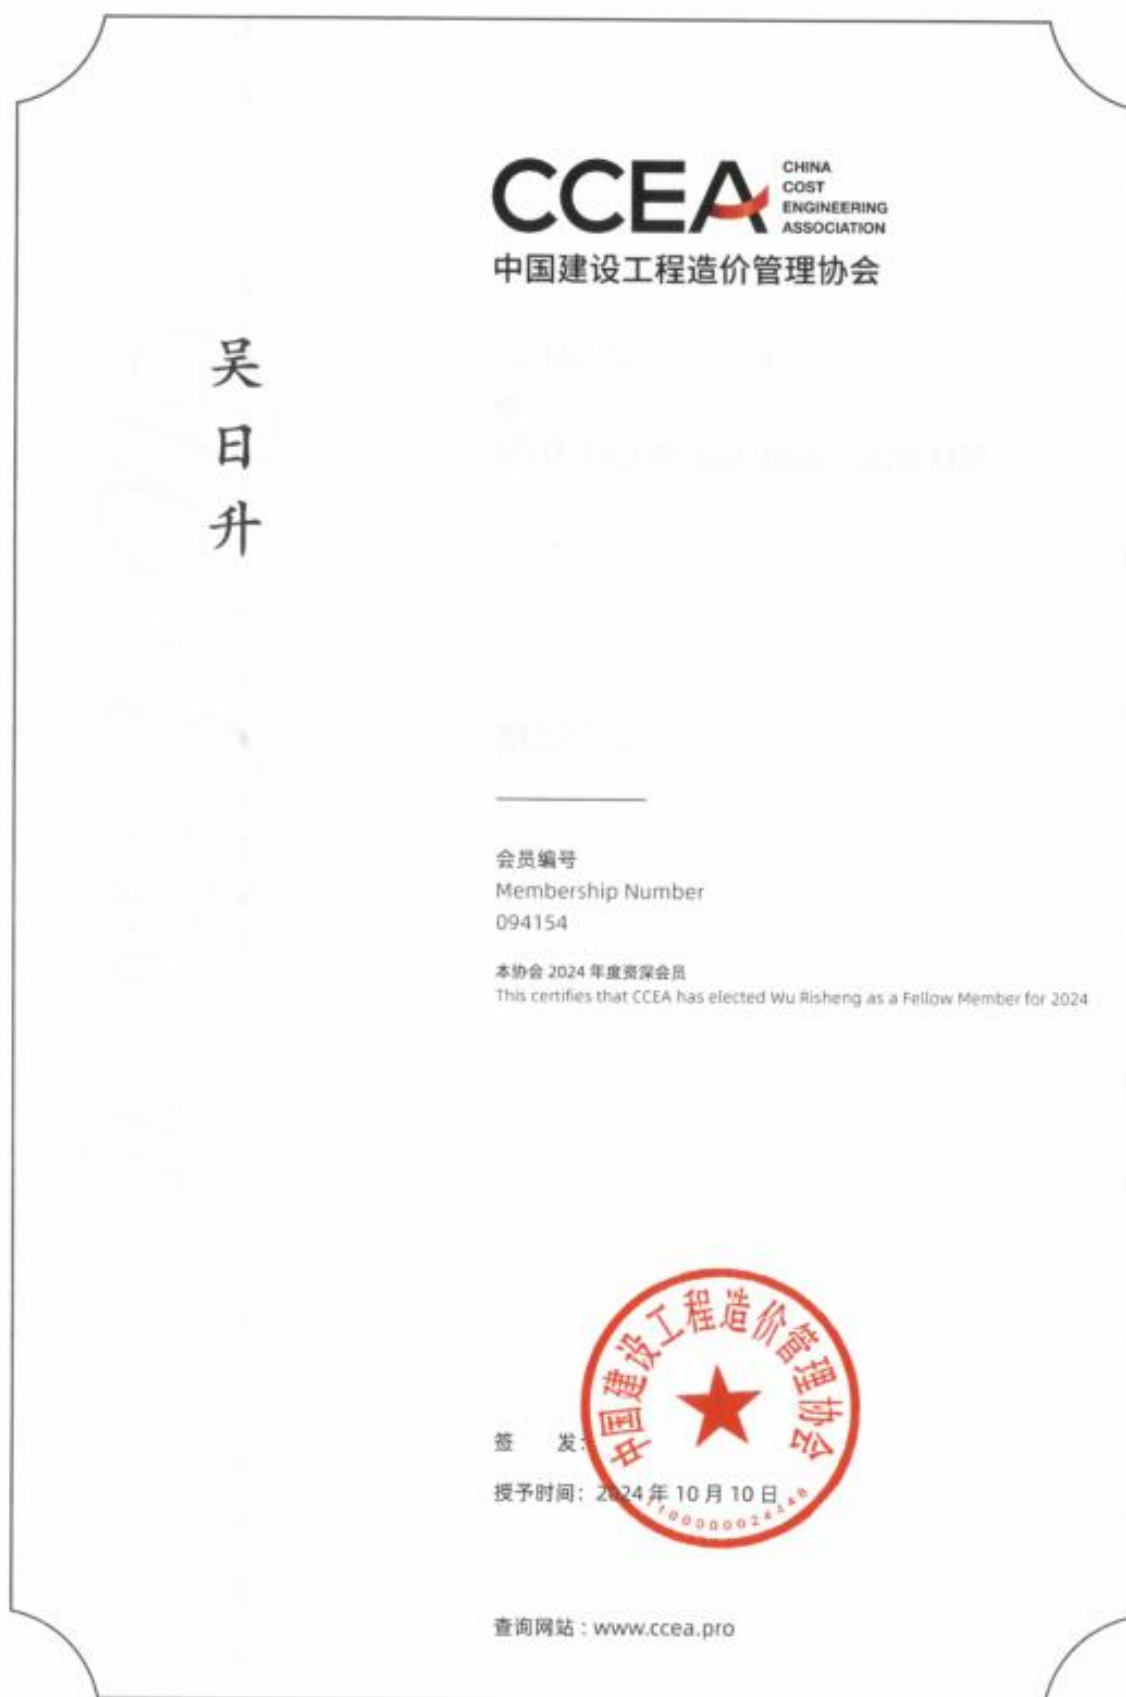 CCEA
CHINA
COST
ENGINEERING
ASSOCIATION
中国建设工程造价管理协会
吴日升
会员编号
Membership Number
094154
本协会 2024 年度资深会员
This certifies that CCEA has elected Wu Risheng as a Fellow Member for 2024
中国建设工程造价管理协会
签 发：
授予时间：2024 年 10 月 10 日
查询网站：www.ccea.pro